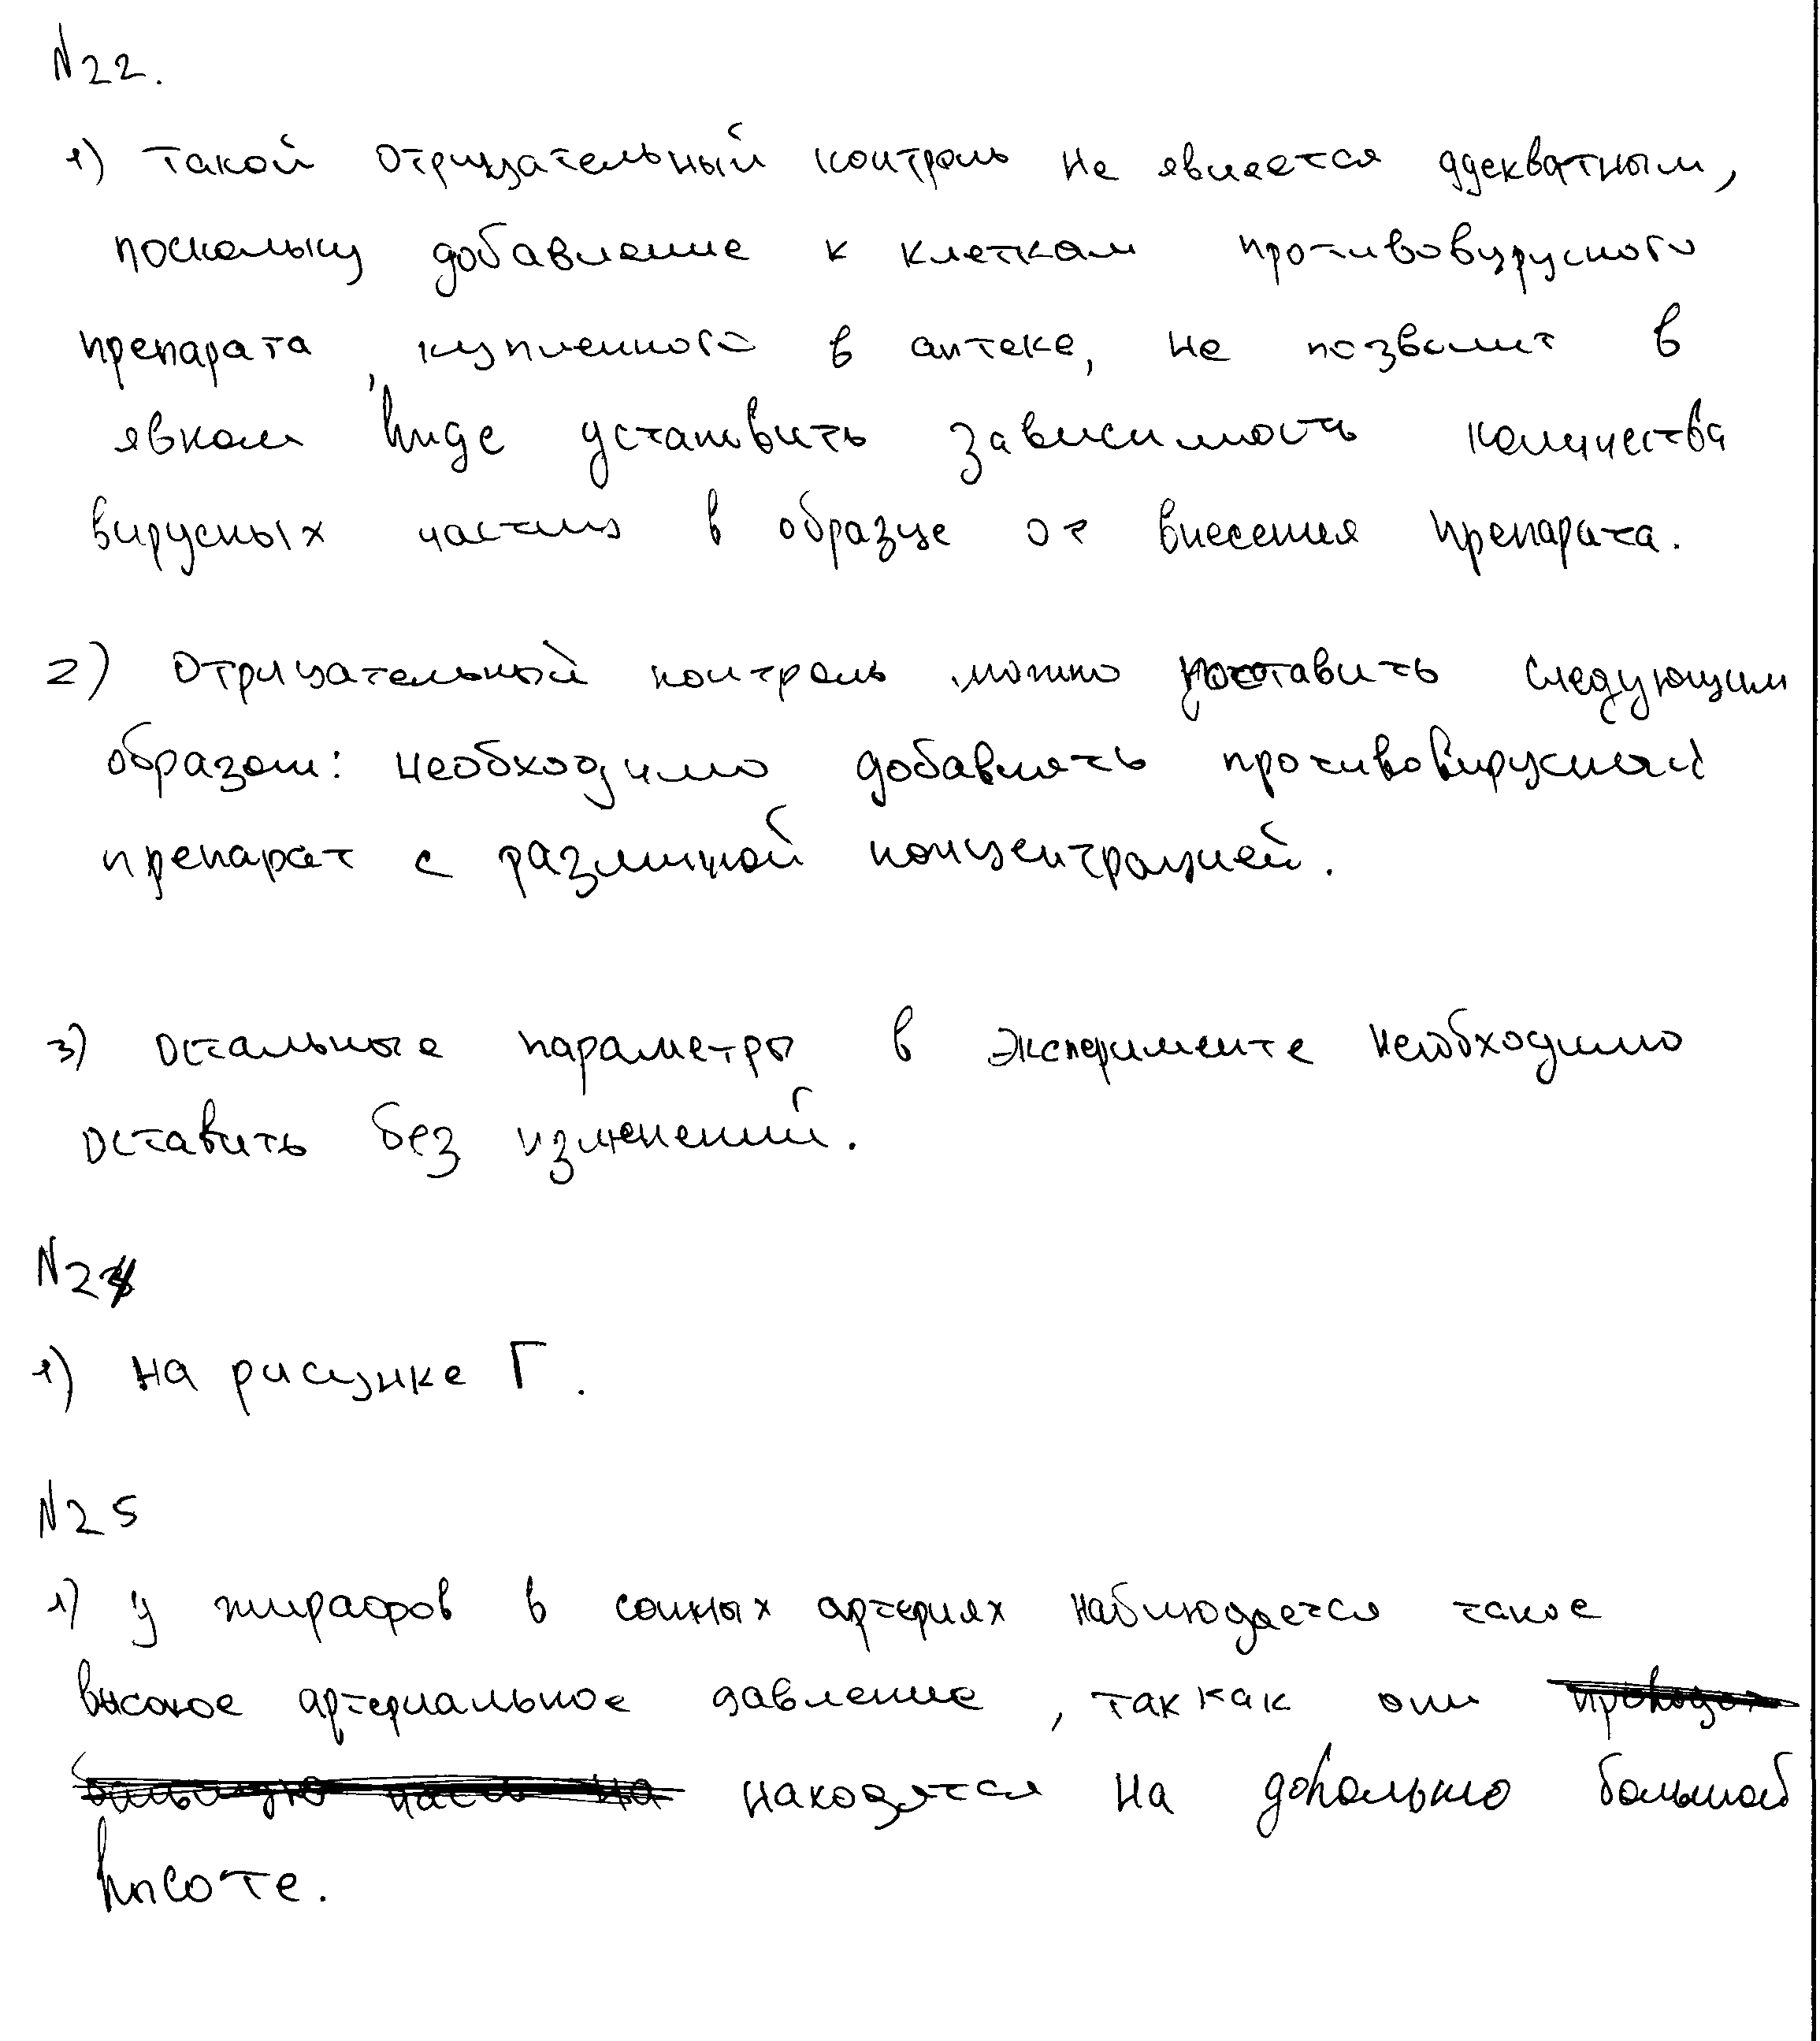 N22.
1) такой отрицательный контроль не является адекватным,
поскольку добавление к клеткам противовирусного
препарата, купленного в аптеке, не позволит в
явном виде установить зависимость количества
вирусных частиц в образце от внесения препарата.
2) Отрицательный контроль можно поставить следующим
образом: необходимо добавлять противовирусный
препарат с различной концентрацией.
3) остальные параметры в эксперименте необходимо
оставить без изменений.
N24
1) на рисунке Г.
N25
1) у жирафов в сонных артериях наблюдается такое
высокое артериальное давление, так как они
находятся на довольно большой
высоте.